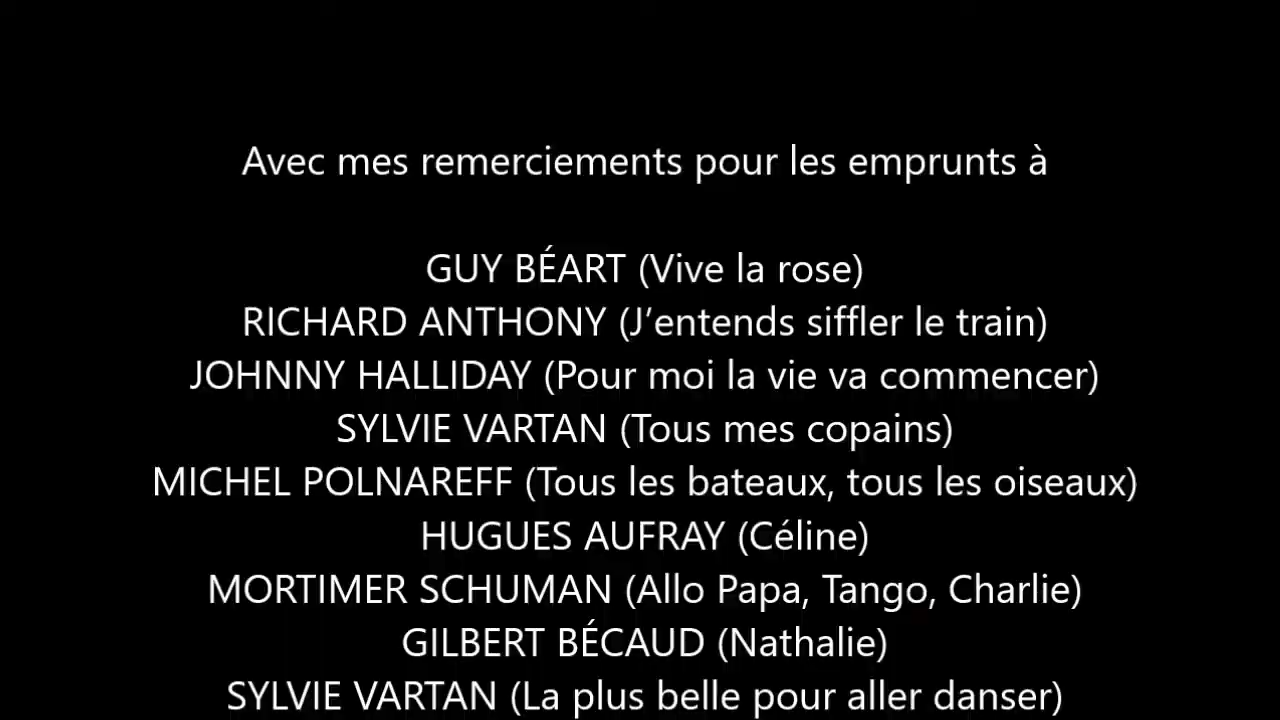 Avec mes remerciements pour les emprunts à
GUY BÉART (Vive la rose)
RICHARD ANTHONY (J’entends siffler le train)
JOHNNY HALLIDAY (Pour moi la vie va commencer)
SYLVIE VARTAN (Tous mes copains)
MICHEL POLNAREFF (Tous les bateaux, tous les oiseaux)
HUGUES AUFRAY (Céline)
MORTIMER SCHUMAN (Allo Papa, Tango, Charlie)
GILBERT BÉCAUD (Nathalie)
SYLVIE VARTAN (La plus belle pour aller danser)